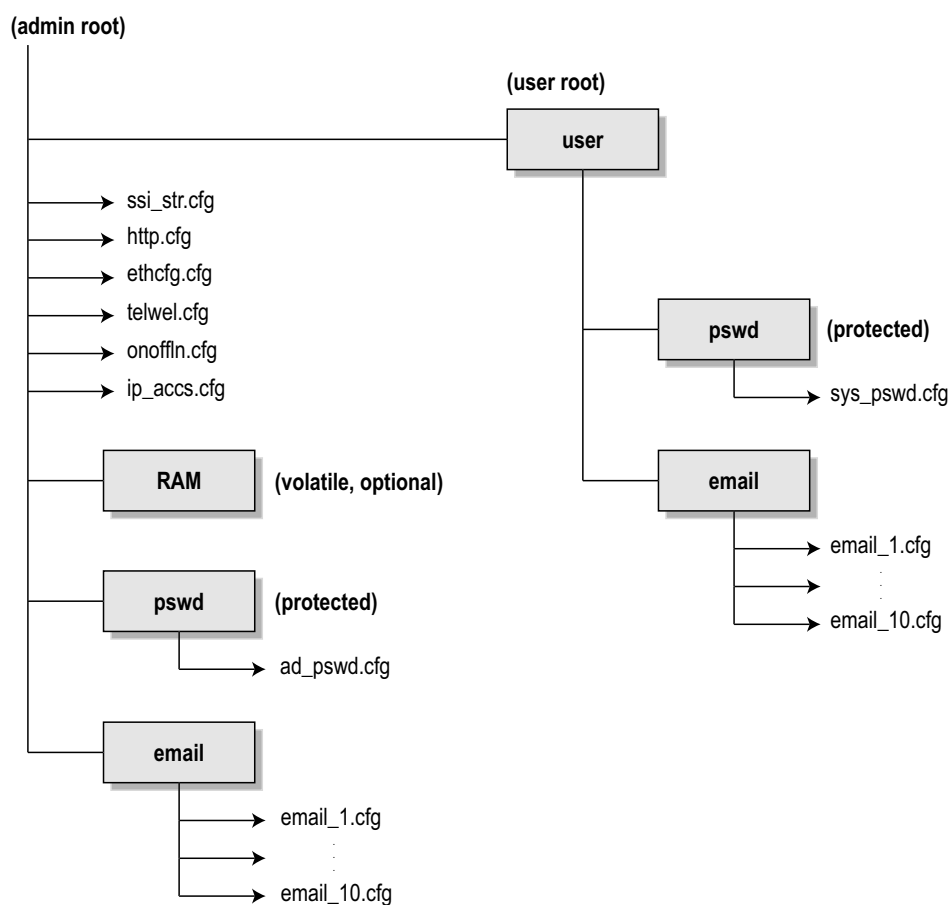 (admin root)
(user root)
user
ssi_str.cfg
http.cfg
ethcfg.cfg
telwel.cfg
onoffln.cfg
ip_accs.cfg
pswd (protected)
sys_pswd.cfg
RAM (volatile, optional)
email
email_1.cfg
email_10.cfg
pswd (protected)
ad_pswd.cfg
email
email_1.cfg
email_10.cfg